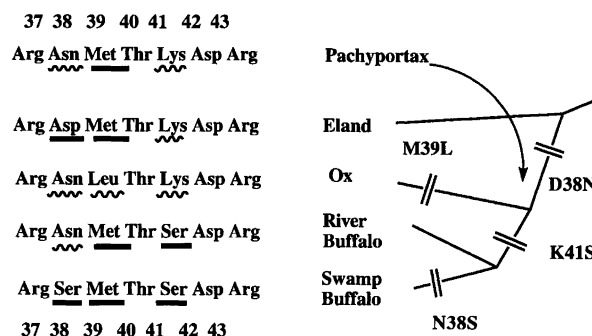 37 38 39 40 41 42 43
Arg Asn Met Thr Lys Asp Arg
Pachyportax
Arg Asp Met Thr Lys Asp Arg
Eland
M39L
D38N
Arg Asn Leu Thr Lys Asp Arg
Ox
Arg Asn Met Thr Ser Asp Arg
River
Buffalo
K41S
Arg Ser Met Thr Ser Asp Arg
Swamp
Buffalo
N38S
37 38 39 40 41 42 43